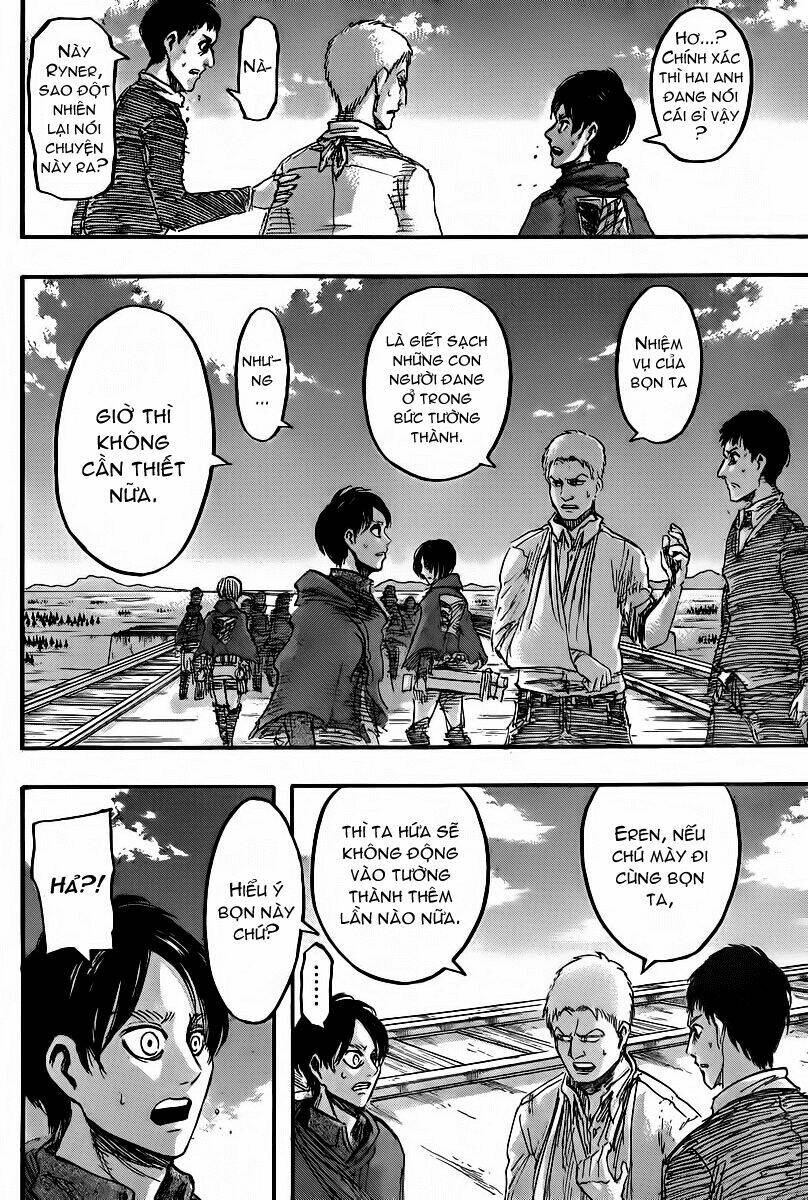 Hơ...?
Chính xác
thì hai anh
đang nói
cái gì vậy
?
Nà-
Này
Ryner,
sao đột
nhiên
lại nói
chuyện
này ra?
Nhiệm
vụ của
bọn ta
là giết sạch
những con
người đang
ở trong
bức tường
thành.
Như-
ng
...
Giờ thì
không
cần thiết
nữa.
Eren, nếu
chú mày đi
cùng bọn
ta,
thì ta hứa sẽ
không động
vào tường
thành thêm
lần nào nữa.
......
Hiểu ý
bọn này
chứ?
Hả?!